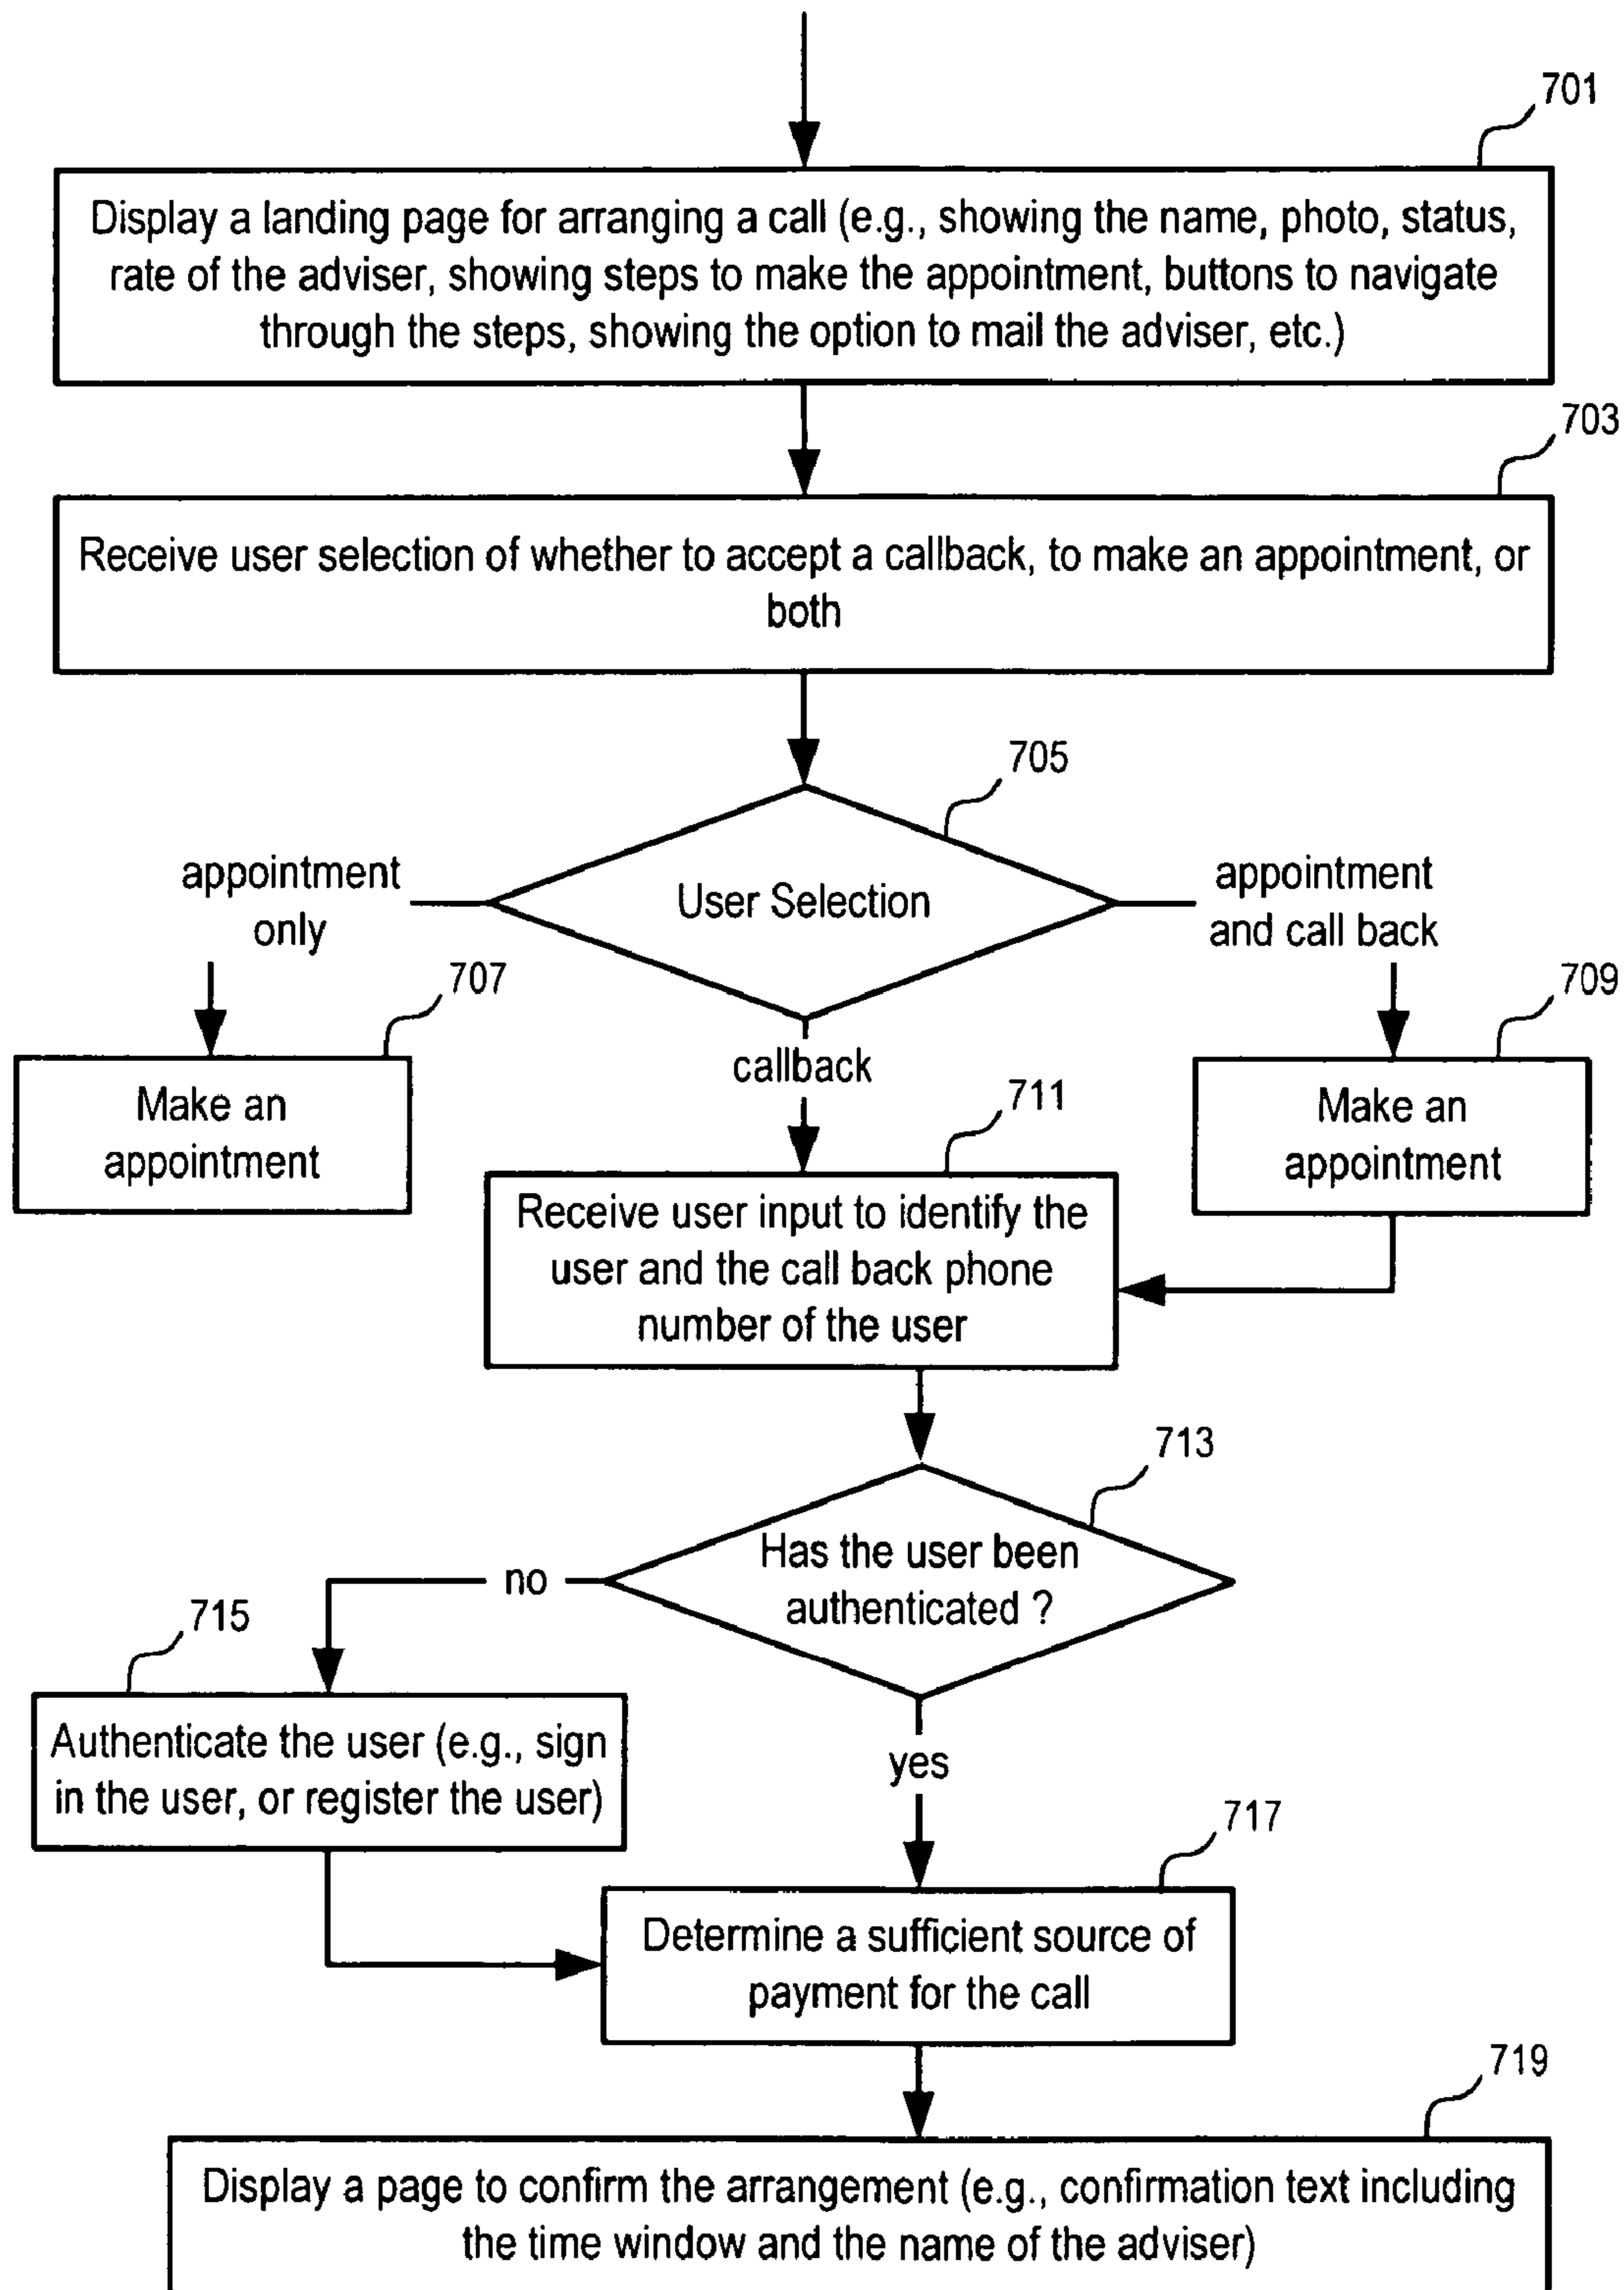 701
Display a landing page for arranging a call (e.g., showing the name, photo, status,
rate of the adviser, showing steps to make the appointment, buttons to navigate
through the steps, showing the option to mail the adviser, etc.)
703
Receive user selection of whether to accept a callback, to make an appointment, or
both
705
User Selection
appointment
only
appointment
and call back
callback
707
Make an
appointment
709
Make an
appointment
711
Receive user input to identify the
user and the call back phone
number of the user
713
Has the user been
authenticated ?
no
yes
715
Authenticate the user (e.g., sign
in the user, or register the user)
717
Determine a sufficient source of
payment for the call
719
Display a page to confirm the arrangement (e.g., confirmation text including
the time window and the name of the adviser)